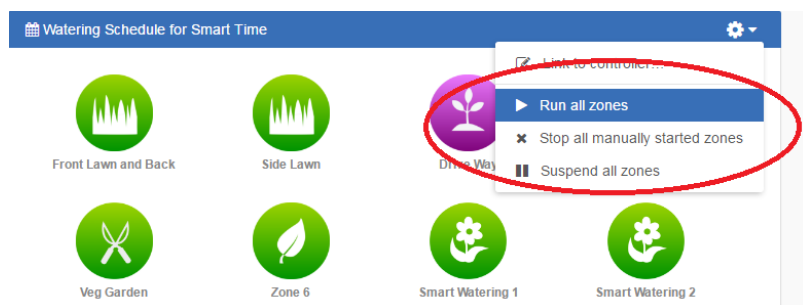 Watering Schedule for Smart Time
Link to controller...
Run all zones
Stop all manually started zones
Suspend all zones
Front Lawn and Back
Side Lawn
Drive Way
Veg Garden
Zone 6
Smart Watering 1
Smart Watering 2